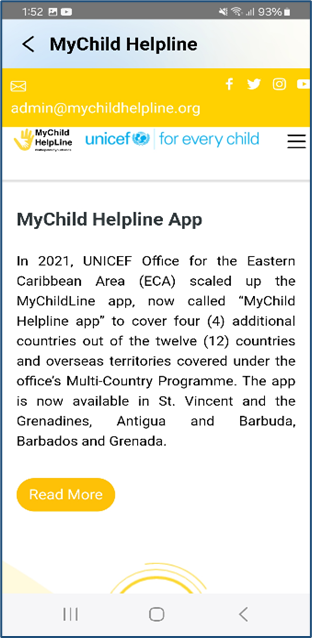 1:52 93%
MyChild Helpline
admin@mychildhelpline.org
MyChild
HelpLine
unicef for every child
MyChild Helpline App
In 2021, UNICEF Office for the Eastern
Caribbean Area (ECA) scaled up the
MyChildLine app, now called “MyChild
Helpline app” to cover four (4) additional
countries out of the twelve (12) countries
and overseas territories covered under the
office’s Multi-Country Programme. The app
is now available in St. Vincent and the
Grenadines, Antigua and Barbuda,
Barbados and Grenada.
Read More